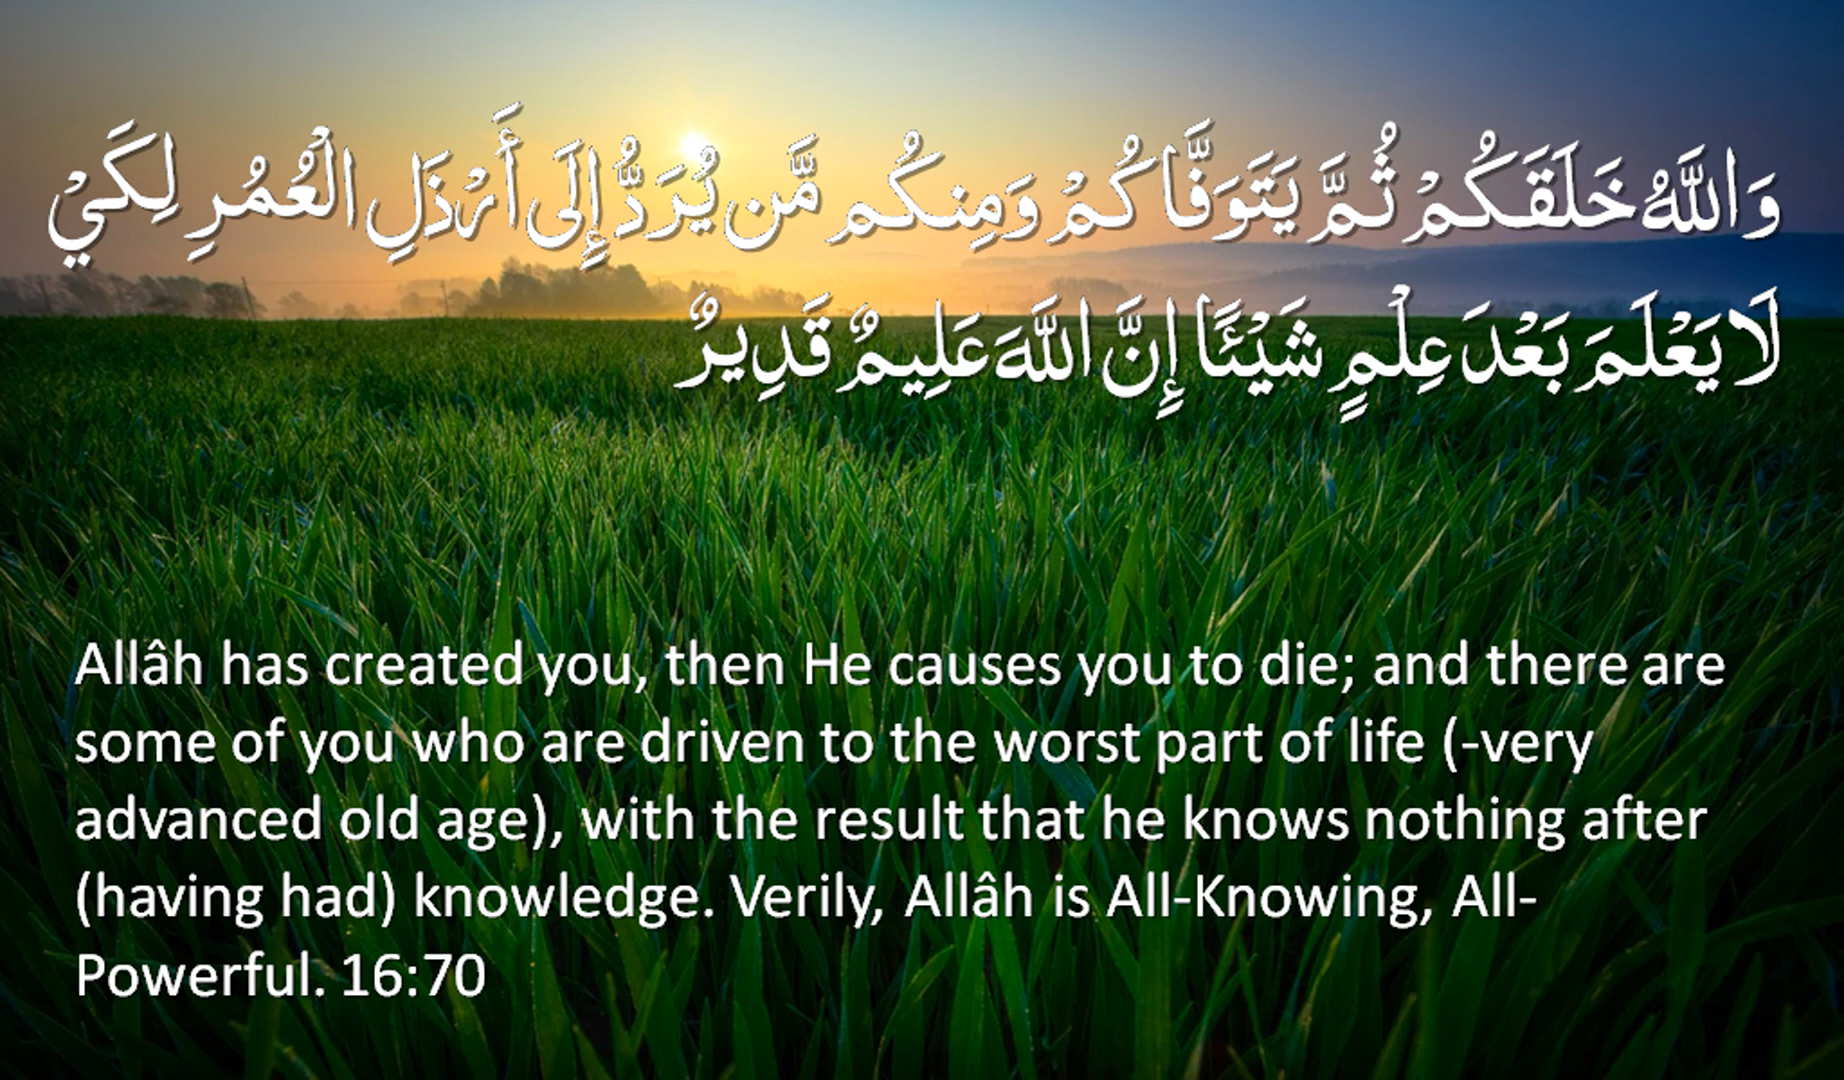 وَاللَّهُ خَلَقَكُمْ ثُمَّ يَتَوَفَّاكُمْ وَمِنكُم مَّن يُرَدُّ إِلَى أَرْذَلِ الْعُمُرِ لِكَيْ
لَا يَعْلَمَ بَعْدَ عِلْمٍ شَيْئًا إِنَّ اللَّهَ عَلِيمٌ قَدِيرٌ
Allâh has created you, then He causes you to die; and there are
some of you who are driven to the worst part of life (-very
advanced old age), with the result that he knows nothing after
(having had) knowledge. Verily, Allâh is All-Knowing, All-
Powerful. 16:70